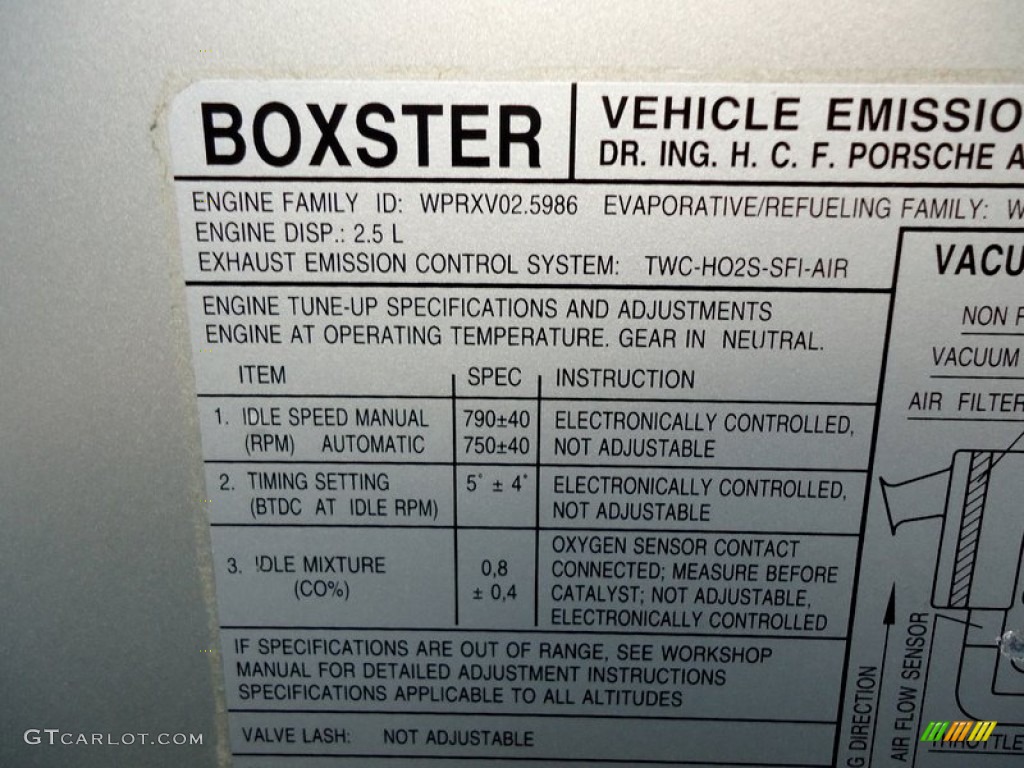 BOXSTER
VEHICLE EMISSIO
DR. ING. H. C. F. PORSCHE A
ENGINE FAMILY ID: WPRXV02.5986 EVAPORATIVE/REFUELING FAMILY: W
ENGINE DISP.: 2.5 L
EXHAUST EMISSION CONTROL SYSTEM: TWC-HO2S-SFI-AIR
ENGINE TUNE-UP SPECIFICATIONS AND ADJUSTMENTS
ENGINE AT OPERATING TEMPERATURE. GEAR IN NEUTRAL.
ITEM SPEC INSTRUCTION
1. IDLE SPEED MANUAL 790±40 ELECTRONICALLY CONTROLLED,
(RPM) AUTOMATIC 750±40 NOT ADJUSTABLE
2. TIMING SETTING 5° ± 4° ELECTRONICALLY CONTROLLED,
(BTDC AT IDLE RPM) NOT ADJUSTABLE
OXYGEN SENSOR CONTACT
3. IDLE MIXTURE 0,8 CONNECTED; MEASURE BEFORE
(CO%) ± 0,4 CATALYST; NOT ADJUSTABLE,
ELECTRONICALLY CONTROLLED
IF SPECIFICATIONS ARE OUT OF RANGE, SEE WORKSHOP
MANUAL FOR DETAILED ADJUSTMENT INSTRUCTIONS
SPECIFICATIONS APPLICABLE TO ALL ALTITUDES
VALVE LASH: NOT ADJUSTABLE
VACU
NON F
VACUUM
AIR FILTER
G DIRECTION
AIR FLOW SENSOR
THROTTLE
GTCARLOT.COM